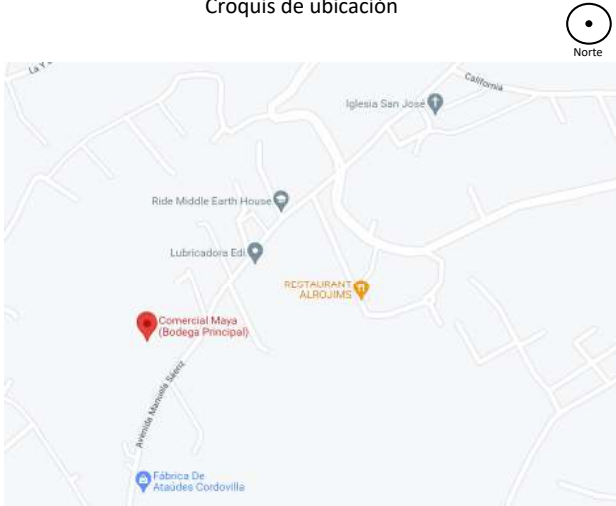 Croquis de ubicación
Norte
La Y
California
Iglesia San José
Ride Middle Earth House
Lubricadora Edi
RESTAURANT
ALROJIMS
Comercial Maya
(Bodega Principal)
Avenida Manuela Sáenz
Fábrica De
Ataúdes Cordovilla